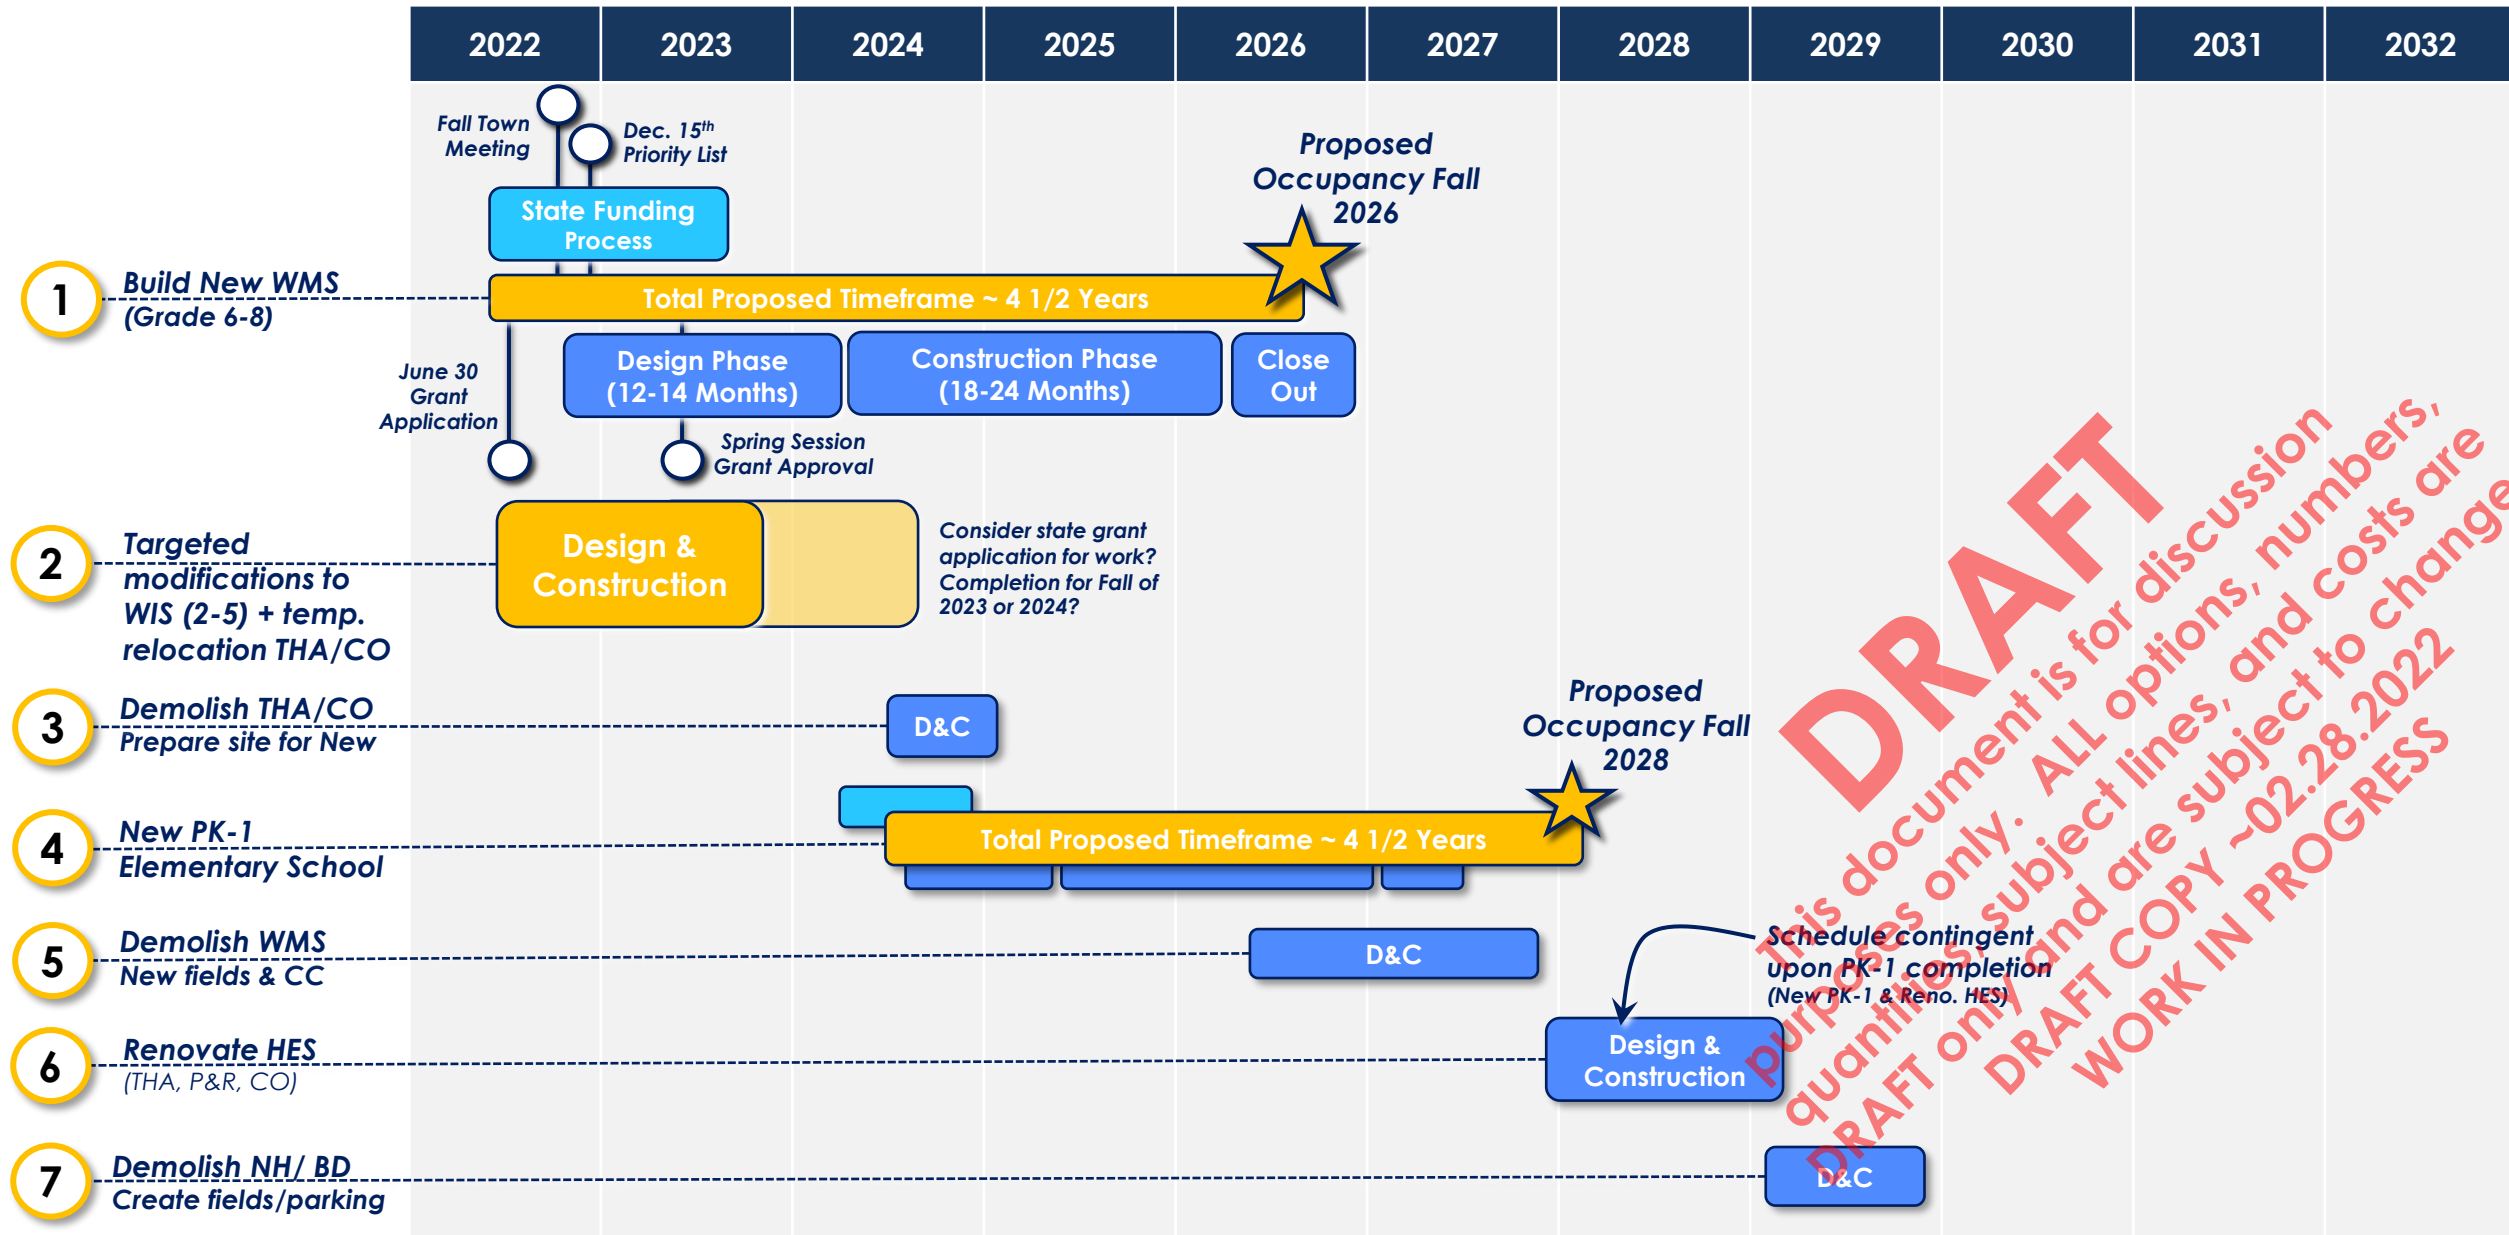 2022 2023 2024 2025 2026 2027 2028 2029 2030 2031 2032
Fall Town
Meeting
Dec. 15th
Priority List
Proposed
Occupancy Fall
2026
State Funding
Process
1
Build New WMS
(Grade 6-8)
Total Proposed Timeframe ~ 4 1/2 Years
Design Phase
(12-14 Months)
Construction Phase
(18-24 Months)
Close
Out
June 30
Grant
Application
Spring Session
Grant Approval
2
Targeted
modifications to
WIS (2-5) + temp.
relocation THA/CO
Design &
Construction
Consider state grant
application for work?
Completion for Fall of
2023 or 2024?
3
Demolish THA/CO
Prepare site for New
D&C
Proposed
Occupancy Fall
2028
4
New PK-1
Elementary School
Total Proposed Timeframe ~ 4 1/2 Years
5
Demolish WMS
New fields & CC
D&C
Schedule contingent
upon PK-1 completion
(New PK-1 & Reno. HES)
6
Renovate HES
(THA, P&R, CO)
Design &
Construction
7
Demolish NH/ BD
Create fields/parking
D&C
DRAFT
This document is for discussion
purposes only. ALL options, numbers,
quantities, subject lines, and costs are
DRAFT only and are subject to change
DRAFT COPY ~02.28.2022
WORK IN PROGRESS